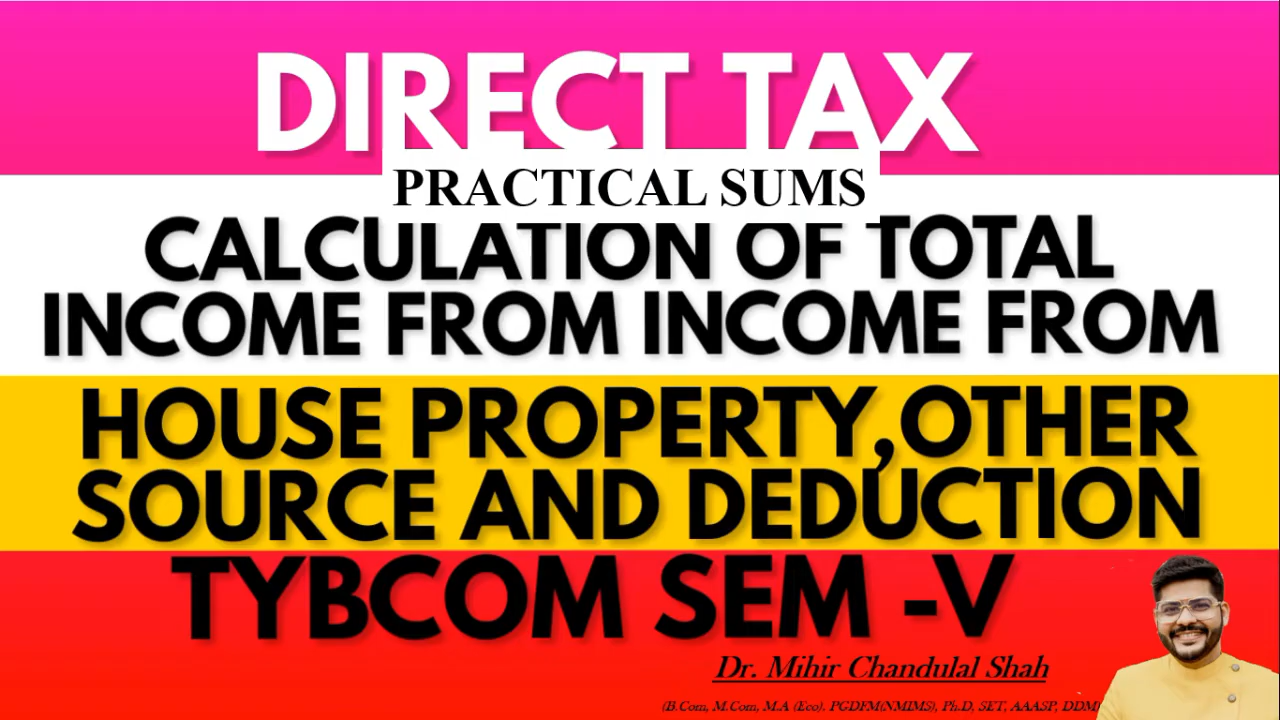 DIRECT TAX
PRACTICAL SUMS
CALCULATION OF TOTAL
INCOME FROM INCOME FROM
HOUSE PROPERTY,OTHER
SOURCE AND DEDUCTION
TYBCOM SEM -V
Dr. Mihir Chandulal Shah
(B.Com, M.Com, M.A (Eco). PGDFM(NMIMS), Ph.D, SET, AAASP, DDM)